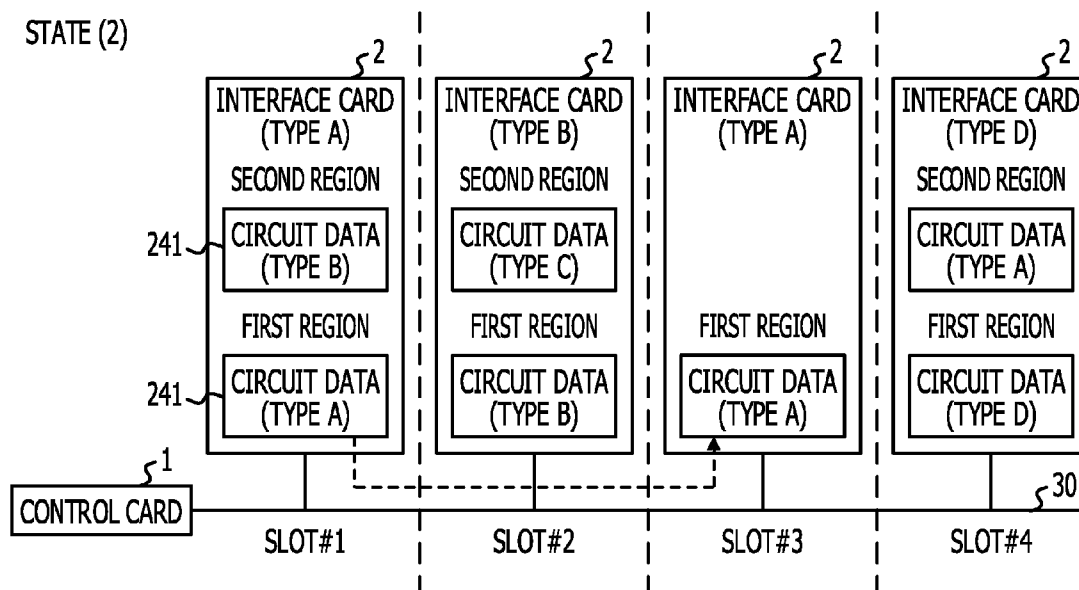 STATE (2)
2
2
2
2
INTERFACE CARD
(TYPE A)
SECOND REGION
241
CIRCUIT DATA
(TYPE B)
FIRST REGION
241
CIRCUIT DATA
(TYPE A)
INTERFACE CARD
(TYPE B)
SECOND REGION
CIRCUIT DATA
(TYPE C)
FIRST REGION
CIRCUIT DATA
(TYPE B)
INTERFACE CARD
(TYPE A)
FIRST REGION
CIRCUIT DATA
(TYPE A)
INTERFACE CARD
(TYPE D)
SECOND REGION
CIRCUIT DATA
(TYPE A)
FIRST REGION
CIRCUIT DATA
(TYPE D)
1
CONTROL CARD
30
SLOT#1
SLOT#2
SLOT#3
SLOT#4